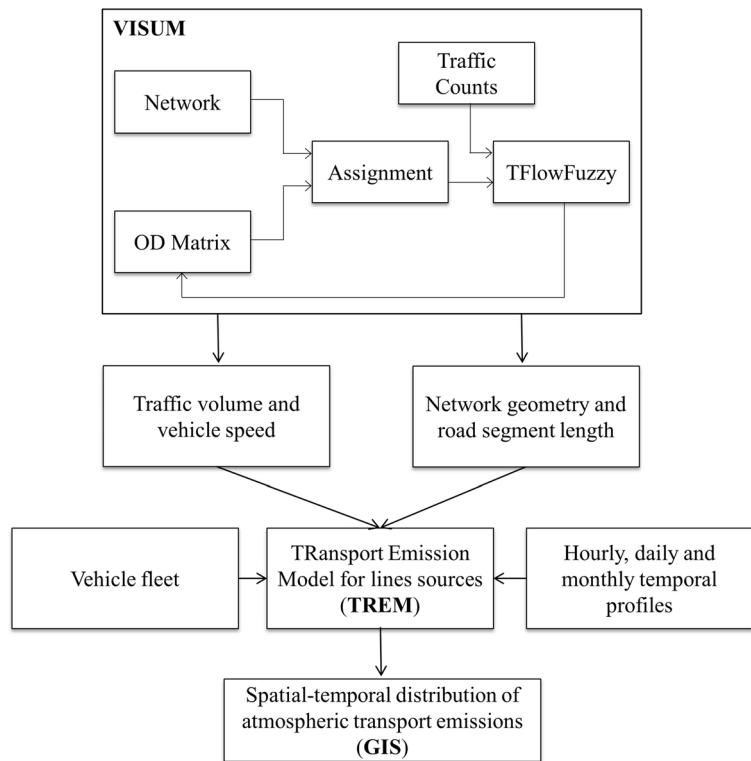 VISUM
Traffic
Counts
Network
Assignment
TFlowFuzzy
OD Matrix
Traffic volume and
vehicle speed
Network geometry and
road segment length
Vehicle fleet
TRansport Emission
Model for lines sources
(TREM)
Hourly, daily and
monthly temporal
profiles
Spatial-temporal distribution of
atmospheric transport emissions
(GIS)